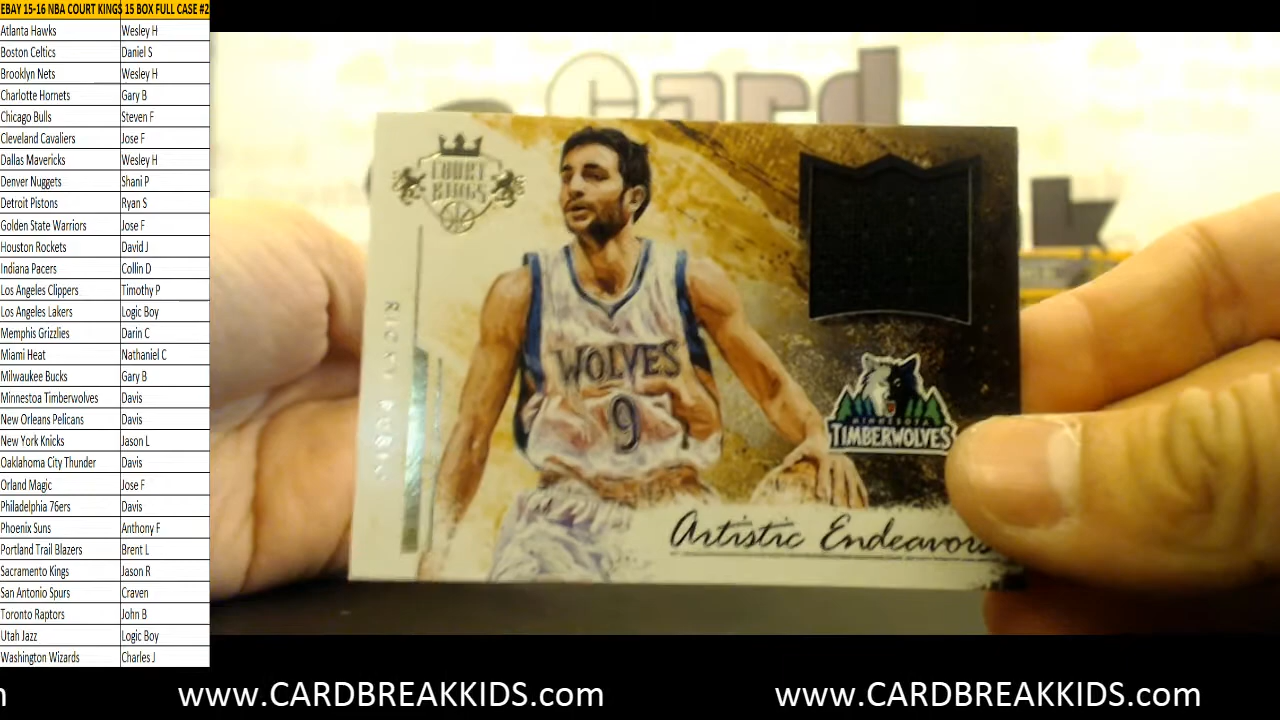 EBAY 15-16 NBA COURT KINGS 15 BOX FULL CASE #2
Atlanta Hawks Wesley H
Boston Celtics Daniel S
Brooklyn Nets Wesley H
Charlotte Hornets Gary B
Chicago Bulls Steven F
Cleveland Cavaliers Jose F
Dallas Mavericks Wesley H
Denver Nuggets Shani P
Detroit Pistons Ryan S
Golden State Warriors Jose F
Houston Rockets David J
Indiana Pacers Collin D
Los Angeles Clippers Timothy P
Los Angeles Lakers Logic Boy
Memphis Grizzlies Darin C
Miami Heat Nathaniel C
Milwaukee Bucks Gary B
Minnestoa Timberwolves Davis
New Orleans Pelicans Davis
New York Knicks Jason L
Oaklahoma City Thunder Davis
Orland Magic Jose F
Philadelphia 76ers Davis
Phoenix Suns Anthony F
Portland Trail Blazers Brent L
Sacramento Kings Jason R
San Antonio Spurs Craven
Toronto Raptors John B
Utah Jazz Logic Boy
Washington Wizards Charles J
Card
COURT
KINGS
RICKY RUBIO
WOLVES
9
MINNESOTA
TIMBERWOLVES
Artistic Endeavors
www.CARDBREAKKIDS.com www.CARDBREAKKIDS.com